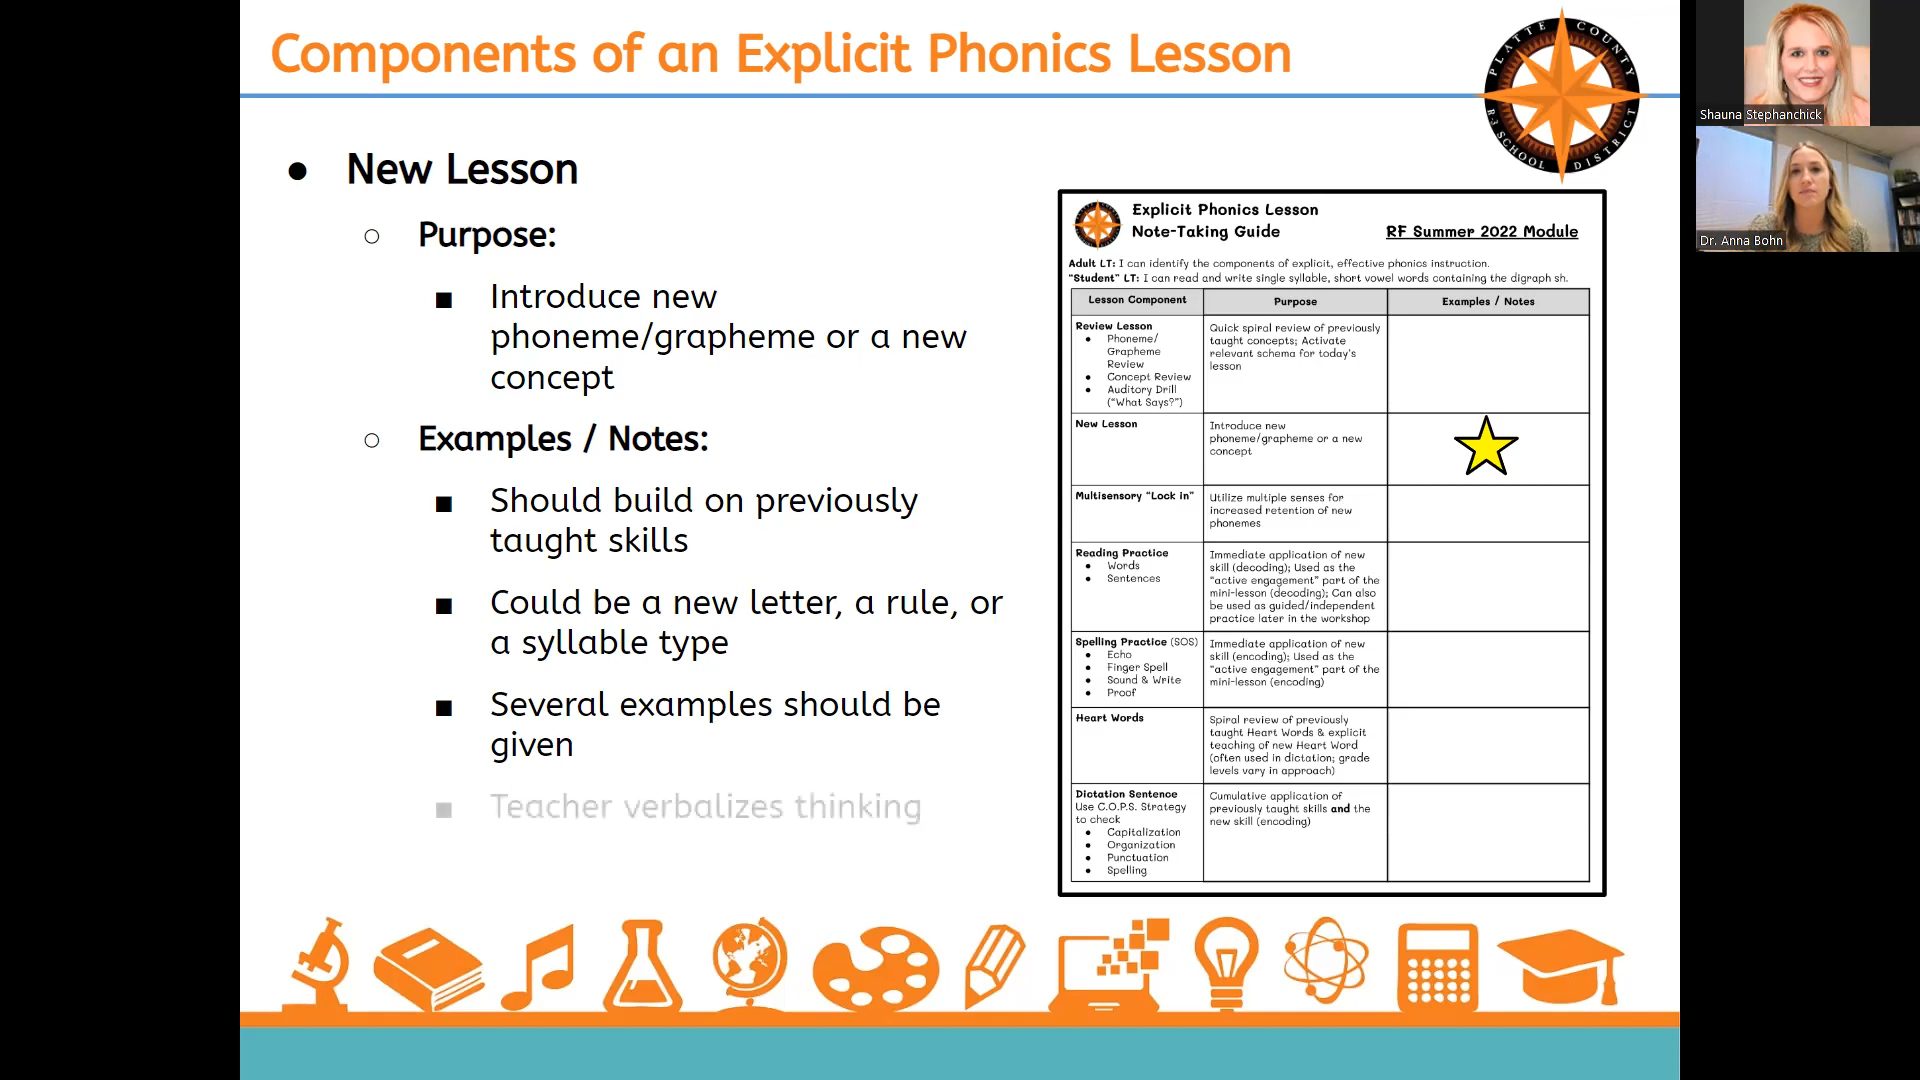 Components of an Explicit Phonics Lesson
PLATTE COUNTY
R3 SCHOOL DISTRICT
● New Lesson
○ Purpose:
■ Introduce new
phoneme/grapheme or a new
concept
○ Examples / Notes:
■ Should build on previously
taught skills
■ Could be a new letter, a rule, or
a syllable type
■ Several examples should be
given
■ Teacher verbalizes thinking
Explicit Phonics Lesson
Note-Taking Guide
RF Summer 2022 Module
Adult LT: I can identify the components of explicit, effective phonics instruction.
"Student" LT: I can read and write single syllable, short vowel words containing the digraph sh.
Lesson Component
Purpose
Examples / Notes
Review Lesson
● Phoneme/
Grapheme
Review
● Concept Review
● Auditory Drill
("What Says?")
Quick spiral review of previously
taught concepts; Activate
relevant schema for today's
lesson
New Lesson
Introduce new
phoneme/grapheme or a new
concept
Multisensory "Lock in"
Utilize multiple senses for
increased retention of new
phonemes
Reading Practice
● Words
● Sentences
Immediate application of new
skill (decoding); Used as the
"active engagement" part of the
mini-lesson (decoding); Can also
be used as guided/independent
practice later in the workshop
Spelling Practice (SOS)
● Echo
● Finger Spell
● Sound & Write
● Proof
Immediate application of new
skill (encoding); Used as the
"active engagement" part of the
mini-lesson (encoding)
Heart Words
Spiral review of previously
taught Heart Words & explicit
teaching of new Heart Word
(often used in dictation; grade
levels vary in approach)
Dictation Sentence
Use C.O.P.S. Strategy
to check
● Capitalization
● Organization
● Punctuation
● Spelling
Cumulative application of
previously taught skills and the
new skill (encoding)
Shauna Stephanchick
Dr. Anna Bohn